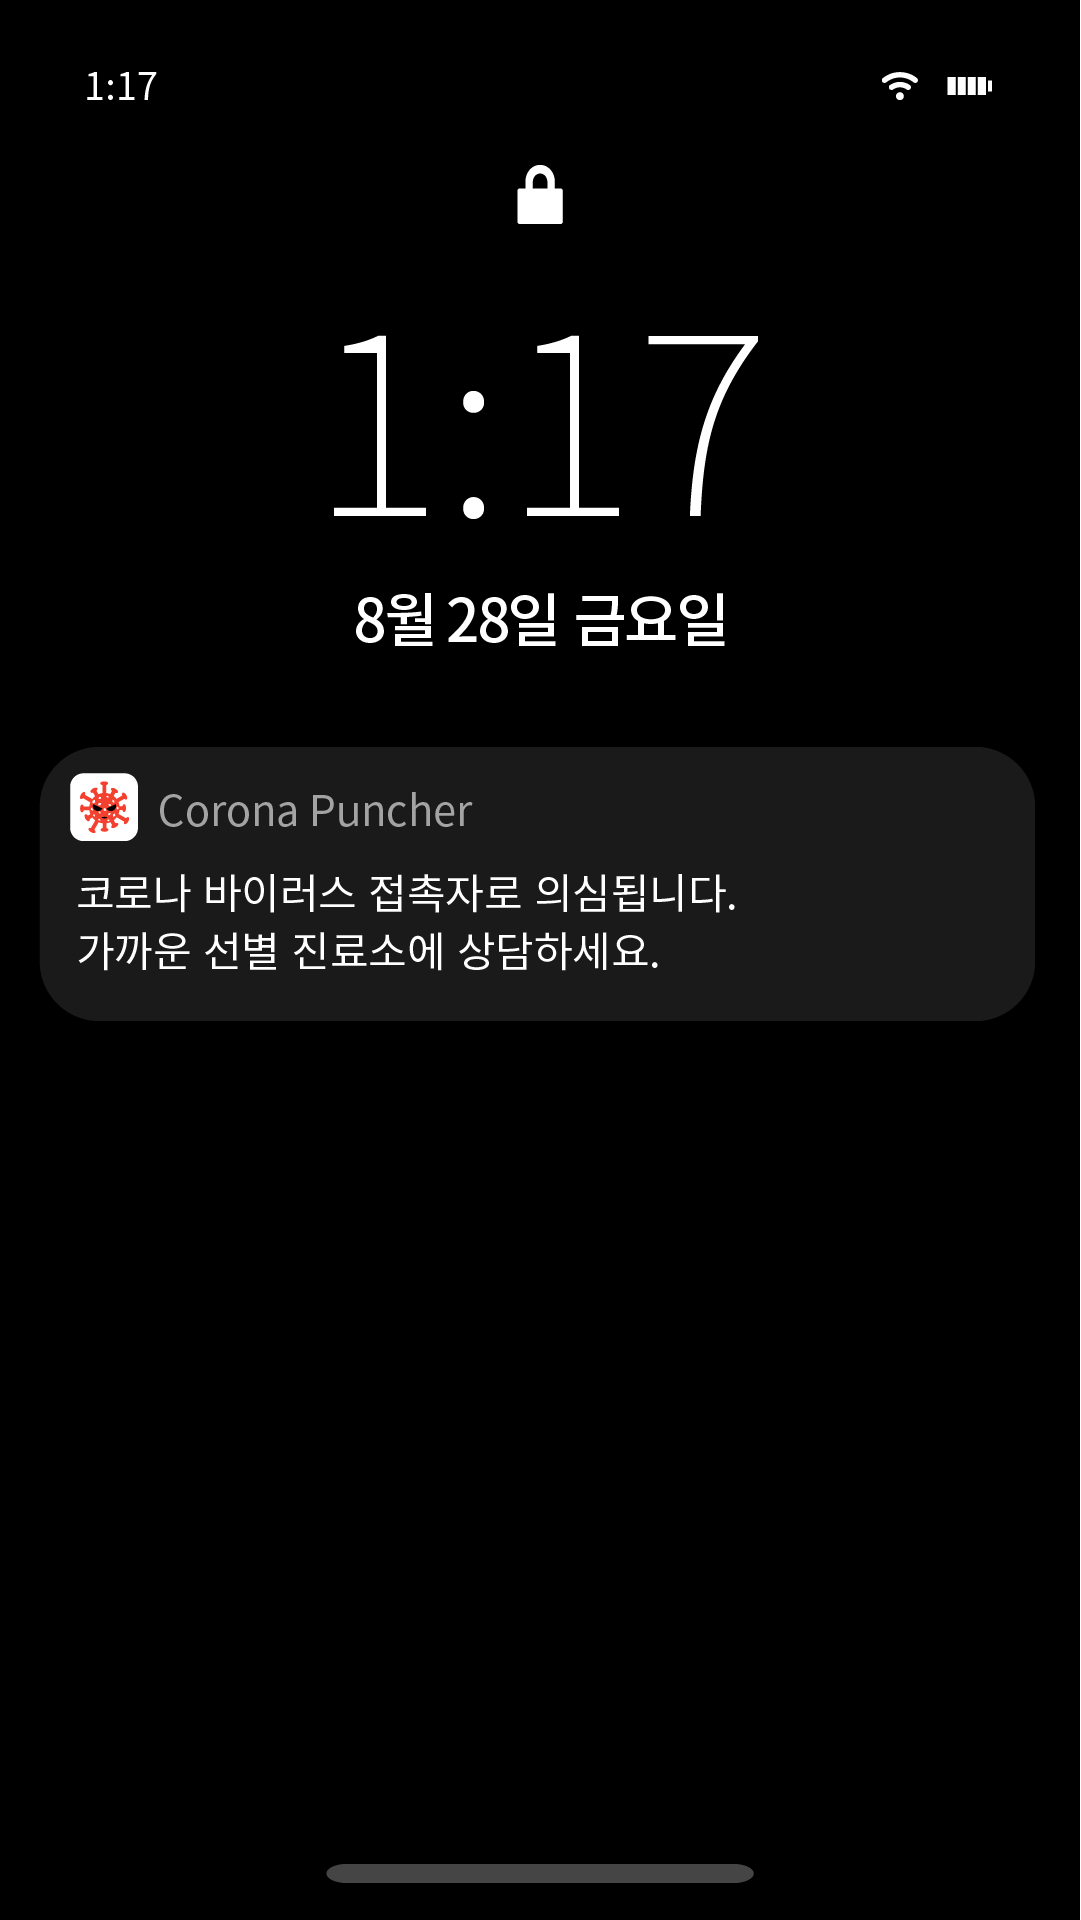 1:17
1:17
8월 28일 금요일
Corona Puncher
코로나 바이러스 접촉자로 의심됩니다.
가까운 선별 진료소에 상담하세요.